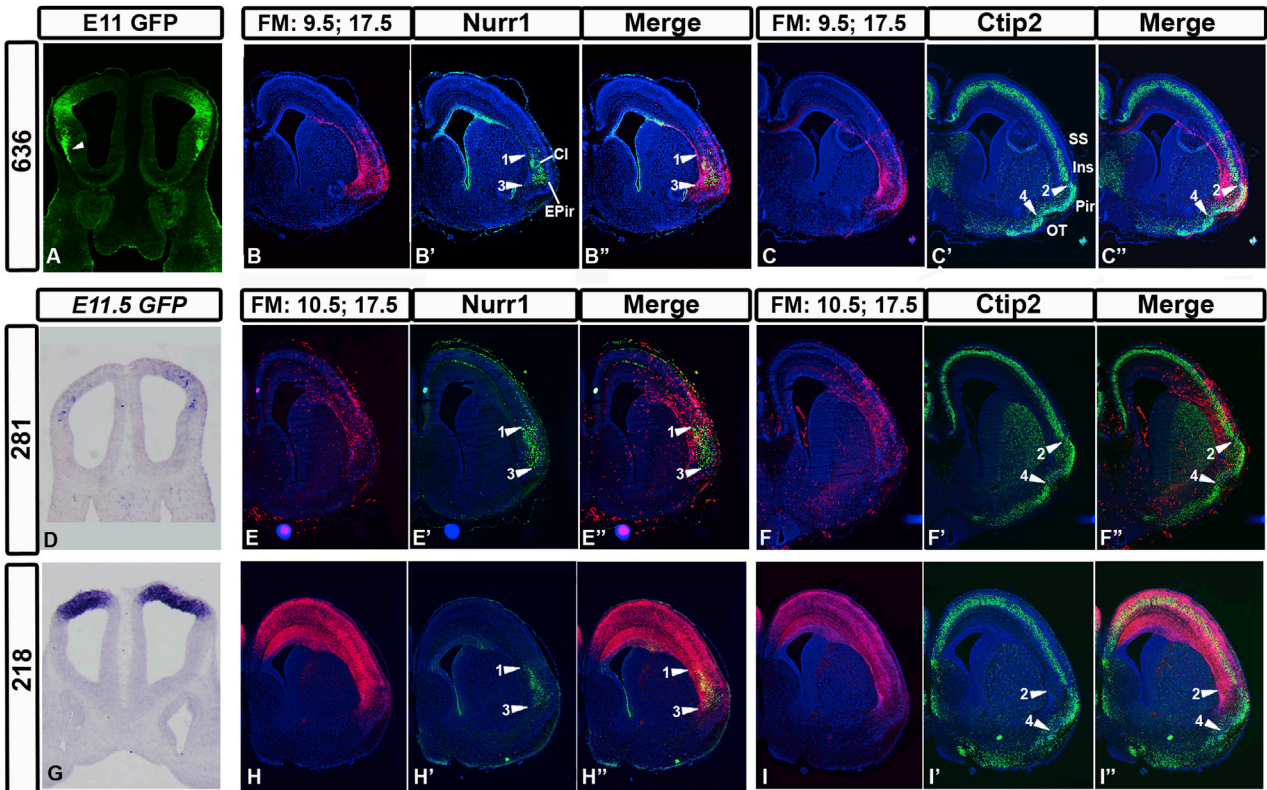 E11 GFP FM: 9.5; 17.5 Nurr1 Merge FM: 9.5; 17.5 Ctip2 Merge
636
SS
1 Cl 1 Ins
2 2
3 3 4 4
EPir Pir
OT
A B B’ B’’ C C’ C’’
E11.5 GFP FM: 10.5; 17.5 Nurr1 Merge FM: 10.5; 17.5 Ctip2 Merge
281
1 1 2 2
3 3 4 4
D E E’ E’’ F F’ F’’
218
1 1 2 2
3 3 4 4
G H H’ H’’ I I’ I’’